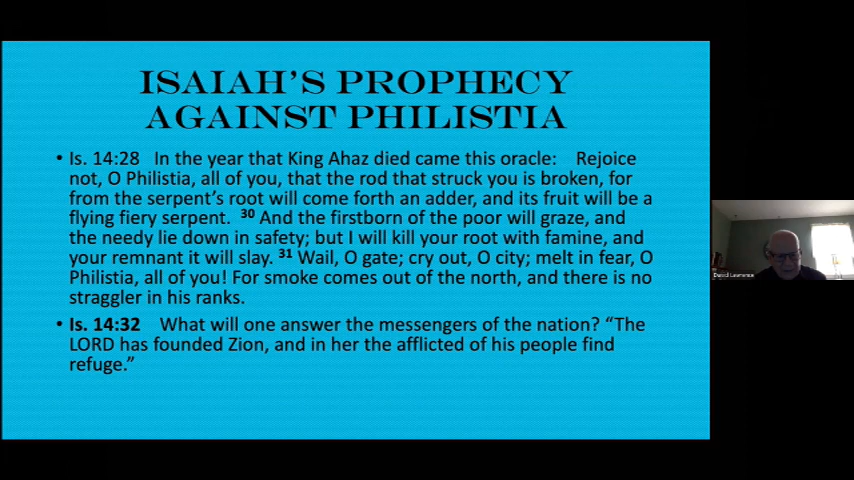 ISAIAH'S PROPHECY
AGAINST PHILISTIA
• Is. 14:28 In the year that King Ahaz died came this oracle: Rejoice
not, O Philistia, all of you, that the rod that struck you is broken, for
from the serpent's root will come forth an adder, and its fruit will be a
flying fiery serpent. 30 And the firstborn of the poor will graze, and
the needy lie down in safety; but I will kill your root with famine, and
your remnant it will slay. 31 Wail, O gate; cry out, O city; melt in fear, O
Philistia, all of you! For smoke comes out of the north, and there is no
straggler in his ranks.
• Is. 14:32 What will one answer the messengers of the nation? “The
LORD has founded Zion, and in her the afflicted of his people find
refuge.”
Lawrence